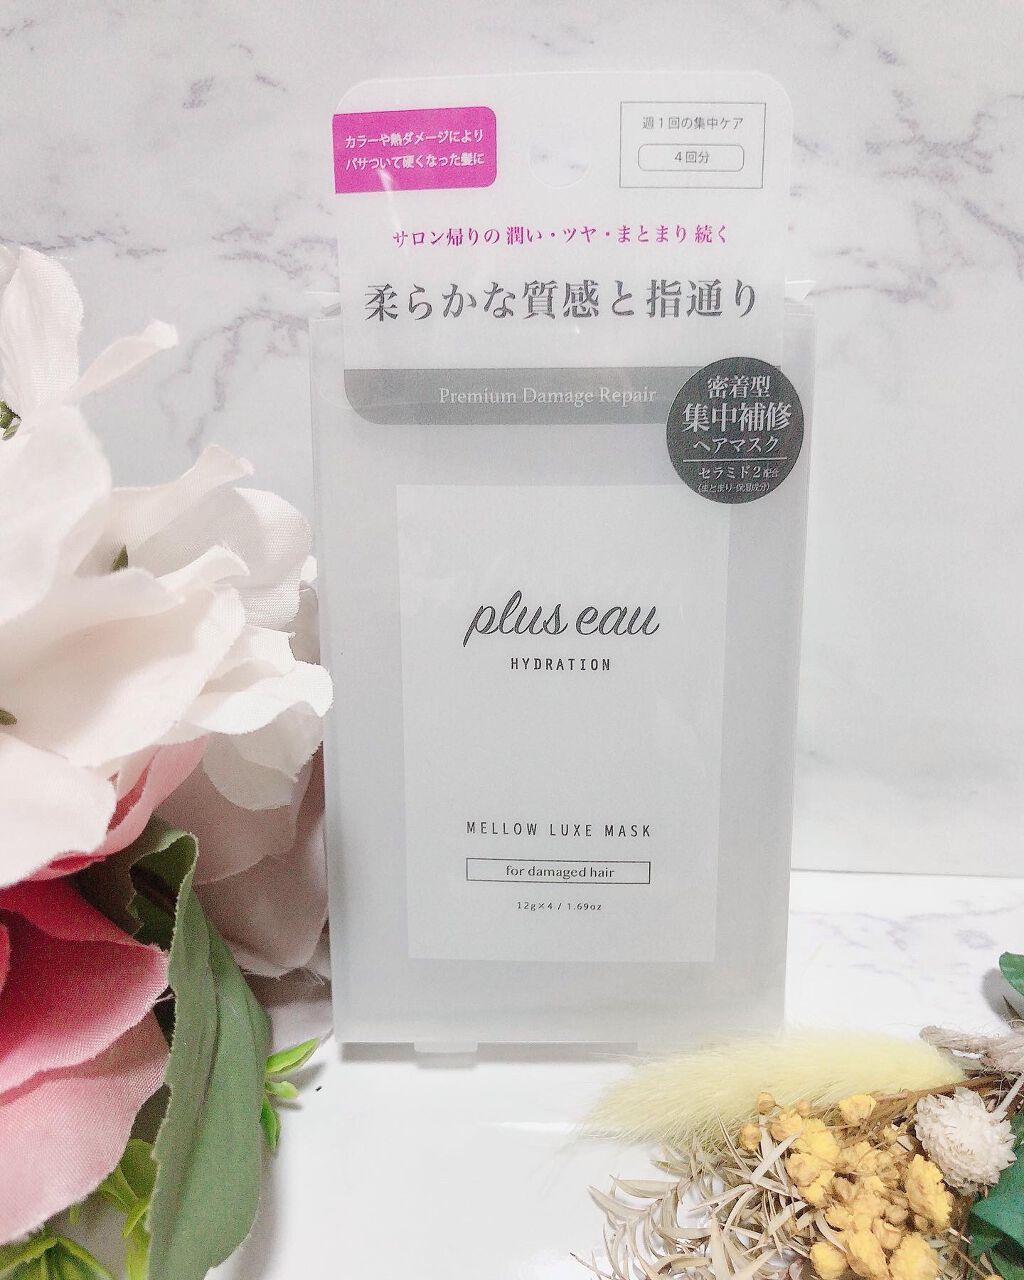 カラーや熱ダメージにより
パサついて硬くなった髪に
週1回の集中ケア
4回分
サロン帰りの 潤い・ツヤ・まとまり 続く
柔らかな質感と指通り
Premium Damage Repair
密着型
集中補修
ヘアマスク
セラミド2配合
(まとまり・保湿成分)
plus eau
HYDRATION
MELLOW LUXE MASK
for damaged hair
12g×4 / 1.69oz